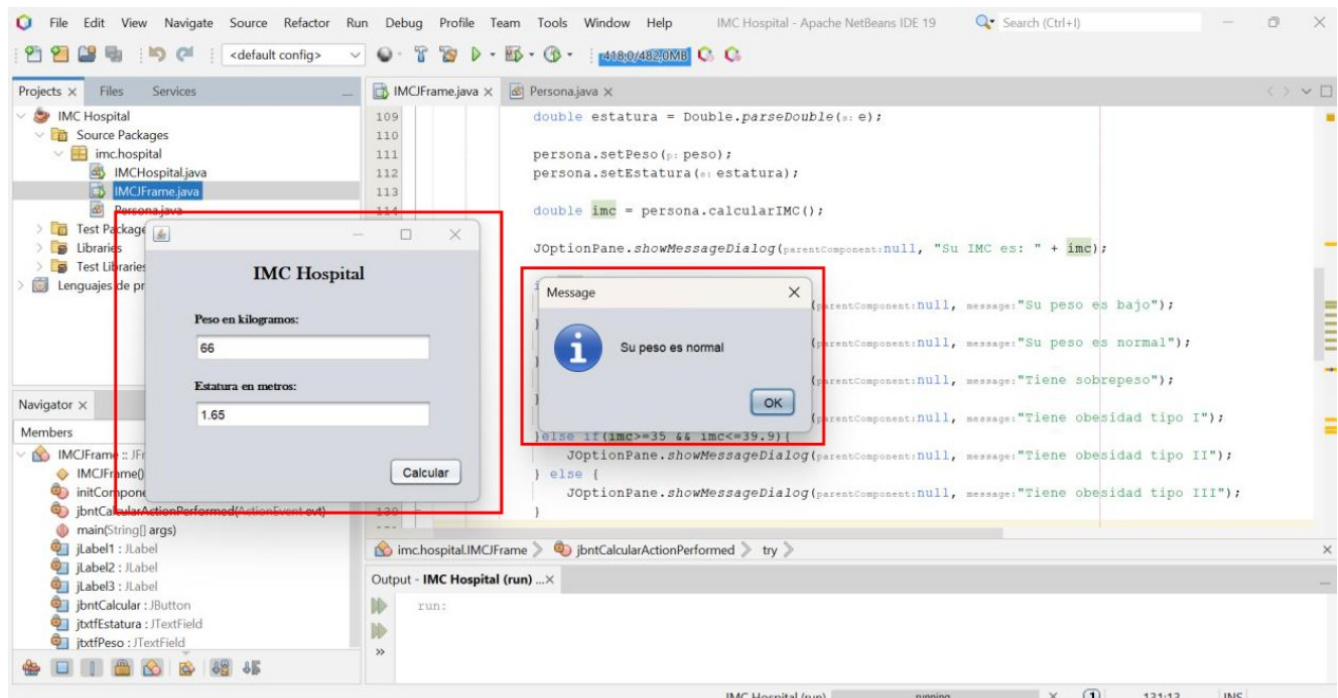 File Edit View Navigate Source Refactor Run Debug Profile Team Tools Window Help IMC Hospital - Apache NetBeans IDE 19 Search (Ctrl+I)
<default config> 418,0/482,0MB
Projects Files Services
IMC Hospital
Source Packages
imc.hospital
IMCHospital.java
IMCJFrame.java
Persona.java
Test Package
Libraries
Test Libraries
Lenguajes de pr
IMCJFrame.java Persona.java
109 double estatura = Double.parseDouble(s: e);
110
111 persona.setPeso(p: peso);
112 persona.setEstatura(e: estatura);
113
114 double imc = persona.calcularIMC();
JOptionPane.showMessageDialog(parentComponent:null, "Su IMC es: " + imc);
(parentComponent:null, message:"Su peso es bajo");
(parentComponent:null, message:"Su peso es normal");
(parentComponent:null, message:"Tiene sobrepeso");
(parentComponent:null, message:"Tiene obesidad tipo I");
}else if(imc>=35 && imc<=39.9){
JOptionPane.showMessageDialog(parentComponent:null, message:"Tiene obesidad tipo II");
} else {
JOptionPane.showMessageDialog(parentComponent:null, message:"Tiene obesidad tipo III");
130 }
IMC Hospital
Peso en kilogramos:
66
Estatura en metros:
1.65
Calcular
Message
Su peso es normal
OK
Navigator
Members
IMCJFrame :: JFr
IMCJFrame()
initCompone
jbntCalcularActionPerformed(ActionEvent evt)
main(String[] args)
jLabel1 : JLabel
jLabel2 : JLabel
jLabel3 : JLabel
jbntCalcular : JButton
jtxtfEstatura : JTextField
jtxtfPeso : JTextField
imc.hospital.IMCJFrame jbntCalcularActionPerformed try
Output - IMC Hospital (run) ...
run:
IMC Hospital (run) running 1 131:13 INS